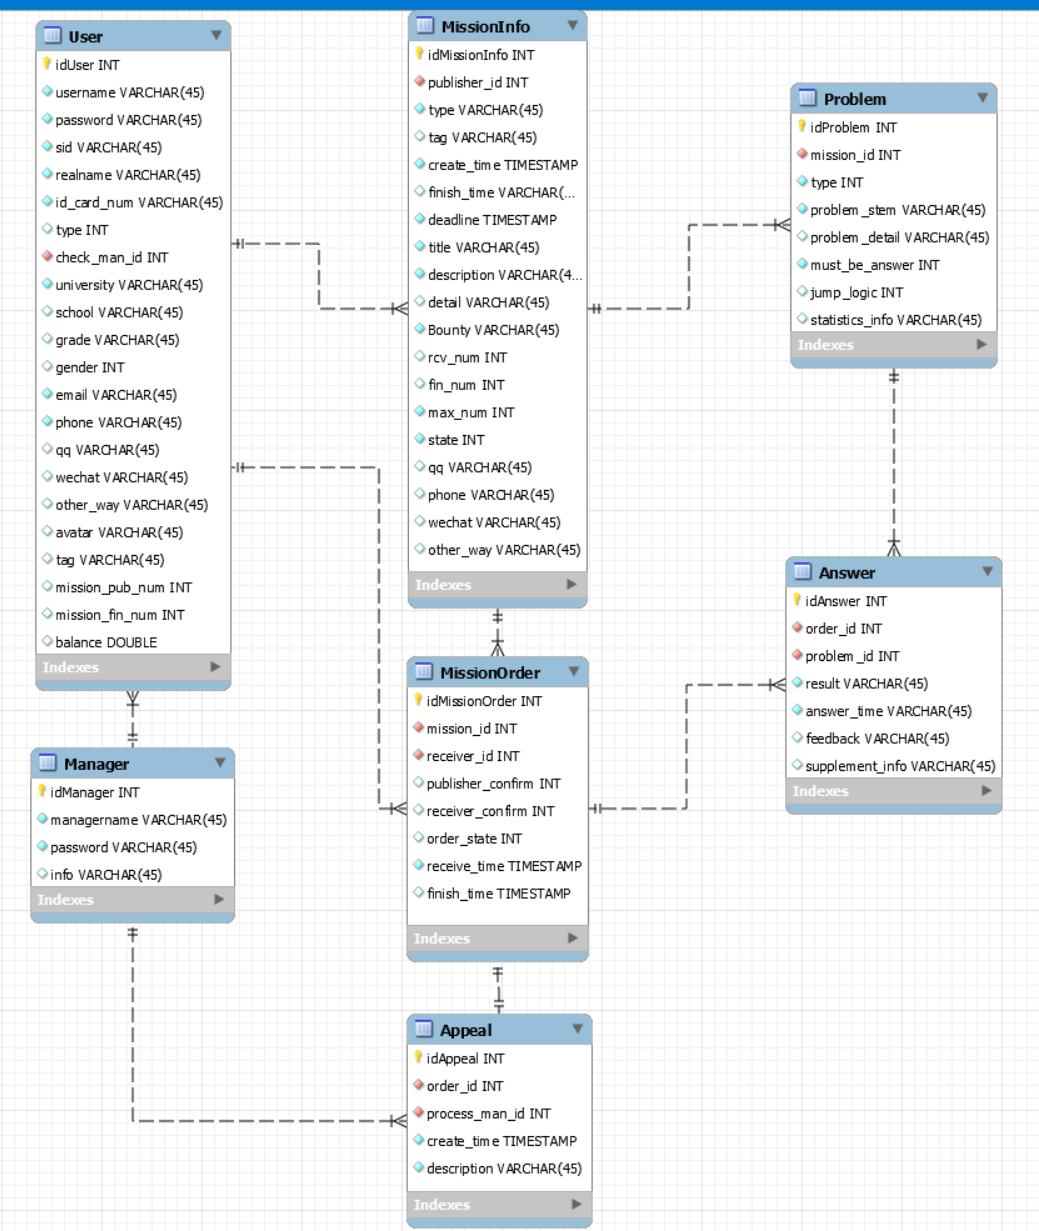 User
idUser INT
username VARCHAR(45)
password VARCHAR(45)
sid VARCHAR(45)
realname VARCHAR(45)
id_card_num VARCHAR(45)
type INT
check_man_id INT
university VARCHAR(45)
school VARCHAR(45)
grade VARCHAR(45)
gender INT
email VARCHAR(45)
phone VARCHAR(45)
qq VARCHAR(45)
wechat VARCHAR(45)
other_way VARCHAR(45)
avatar VARCHAR(45)
tag VARCHAR(45)
mission_pub_num INT
mission_fin_num INT
balance DOUBLE
Indexes
Manager
idManager INT
managername VARCHAR(45)
password VARCHAR(45)
info VARCHAR(45)
Indexes
MissionInfo
idMissionInfo INT
publisher_id INT
type VARCHAR(45)
tag VARCHAR(45)
create_time TIMESTAMP
finish_time VARCHAR(...
deadline TIMESTAMP
title VARCHAR(45)
description VARCHAR(4...
detail VARCHAR(45)
Bounty VARCHAR(45)
rcv_num INT
fin_num INT
max_num INT
state INT
qq VARCHAR(45)
phone VARCHAR(45)
wechat VARCHAR(45)
other_way VARCHAR(45)
Indexes
MissionOrder
idMissionOrder INT
mission_id INT
receiver_id INT
publisher_confirm INT
receiver_confirm INT
order_state INT
receive_time TIMESTAMP
finish_time TIMESTAMP
Indexes
Appeal
idAppeal INT
order_id INT
process_man_id INT
create_time TIMESTAMP
description VARCHAR(45)
Indexes
Problem
idProblem INT
mission_id INT
type INT
problem_stem VARCHAR(45)
problem_detail VARCHAR(45)
must_be_answer INT
jump_logic INT
statistics_info VARCHAR(45)
Indexes
Answer
idAnswer INT
order_id INT
problem_id INT
result VARCHAR(45)
answer_time VARCHAR(45)
feedback VARCHAR(45)
supplement_info VARCHAR(45)
Indexes